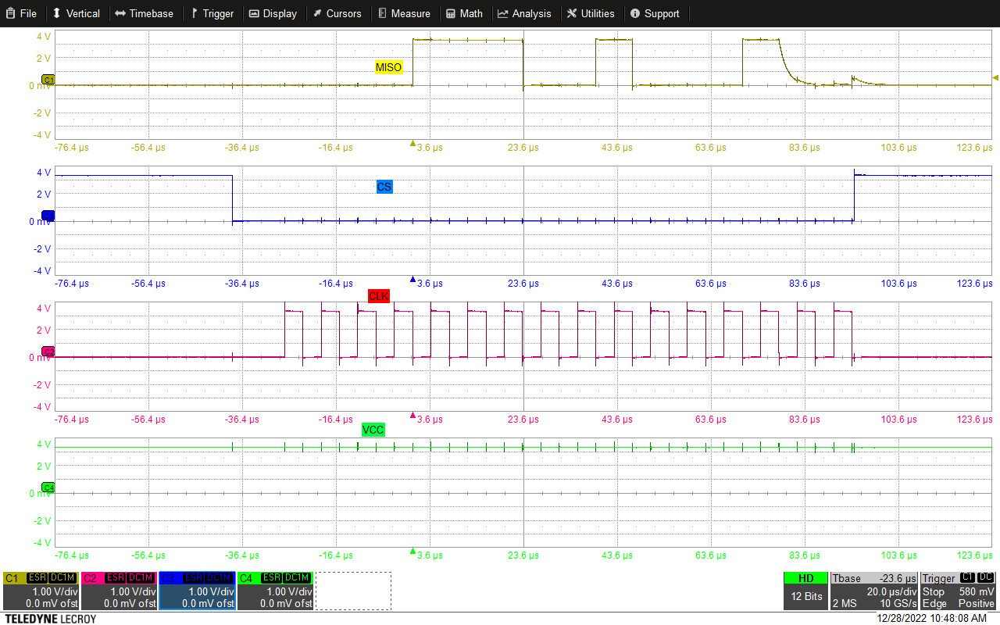 File Vertical Timebase Trigger Display Cursors Measure Math Analysis Utilities Support
4 V
2 V
MISO
C1
0 mV
-2 V
-4 V
-76.4 µs -56.4 µs -36.4 µs -16.4 µs 3.6 µs 23.6 µs 43.6 µs 63.6 µs 83.6 µs 103.6 µs 123.6 µs
4 V
CS
2 V
C3
0 mV
-2 V
-4 V
-76.4 µs -56.4 µs -36.4 µs -16.4 µs 3.6 µs 23.6 µs 43.6 µs 63.6 µs 83.6 µs 103.6 µs 123.6 µs
CLK
4 V
2 V
C2
0 mV
-2 V
-4 V
-76.4 µs -56.4 µs -36.4 µs -16.4 µs 3.6 µs 23.6 µs 43.6 µs 63.6 µs 83.6 µs 103.6 µs 123.6 µs
VCC
4 V
2 V
C4
0 mV
-2 V
-4 V
-76.4 µs -56.4 µs -36.4 µs -16.4 µs 3.6 µs 23.6 µs 43.6 µs 63.6 µs 83.6 µs 103.6 µs 123.6 µs
C1 ESR DC1M C2 ESR DC1M C3 ESR DC1M C4 ESR DC1M HD Tbase -23.6 µs Trigger C1 DC
1.00 V/div 1.00 V/div 1.00 V/div 1.00 V/div 12 Bits 20.0 µs/div Stop 580 mV
0.0 mV ofst 0.0 mV ofst 0.0 mV ofst 0.0 mV ofst 2 MS 10 GS/s Edge Positive
TELEDYNE LECROY 12/28/2022 10:48:08 AM